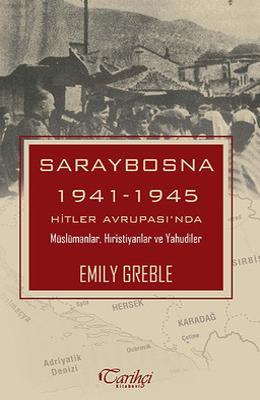 SARAYBOSNA
1941-1945
HİTLER AVRUPASI'NDA
Müslümanlar, Hıristiyanlar ve Yahudiler
EMILY GREBLE
SIRBİS
HERSEK
KARADAĞ
Çetine
Adriyatik
Denizi
Tarihçi
Kitabevi